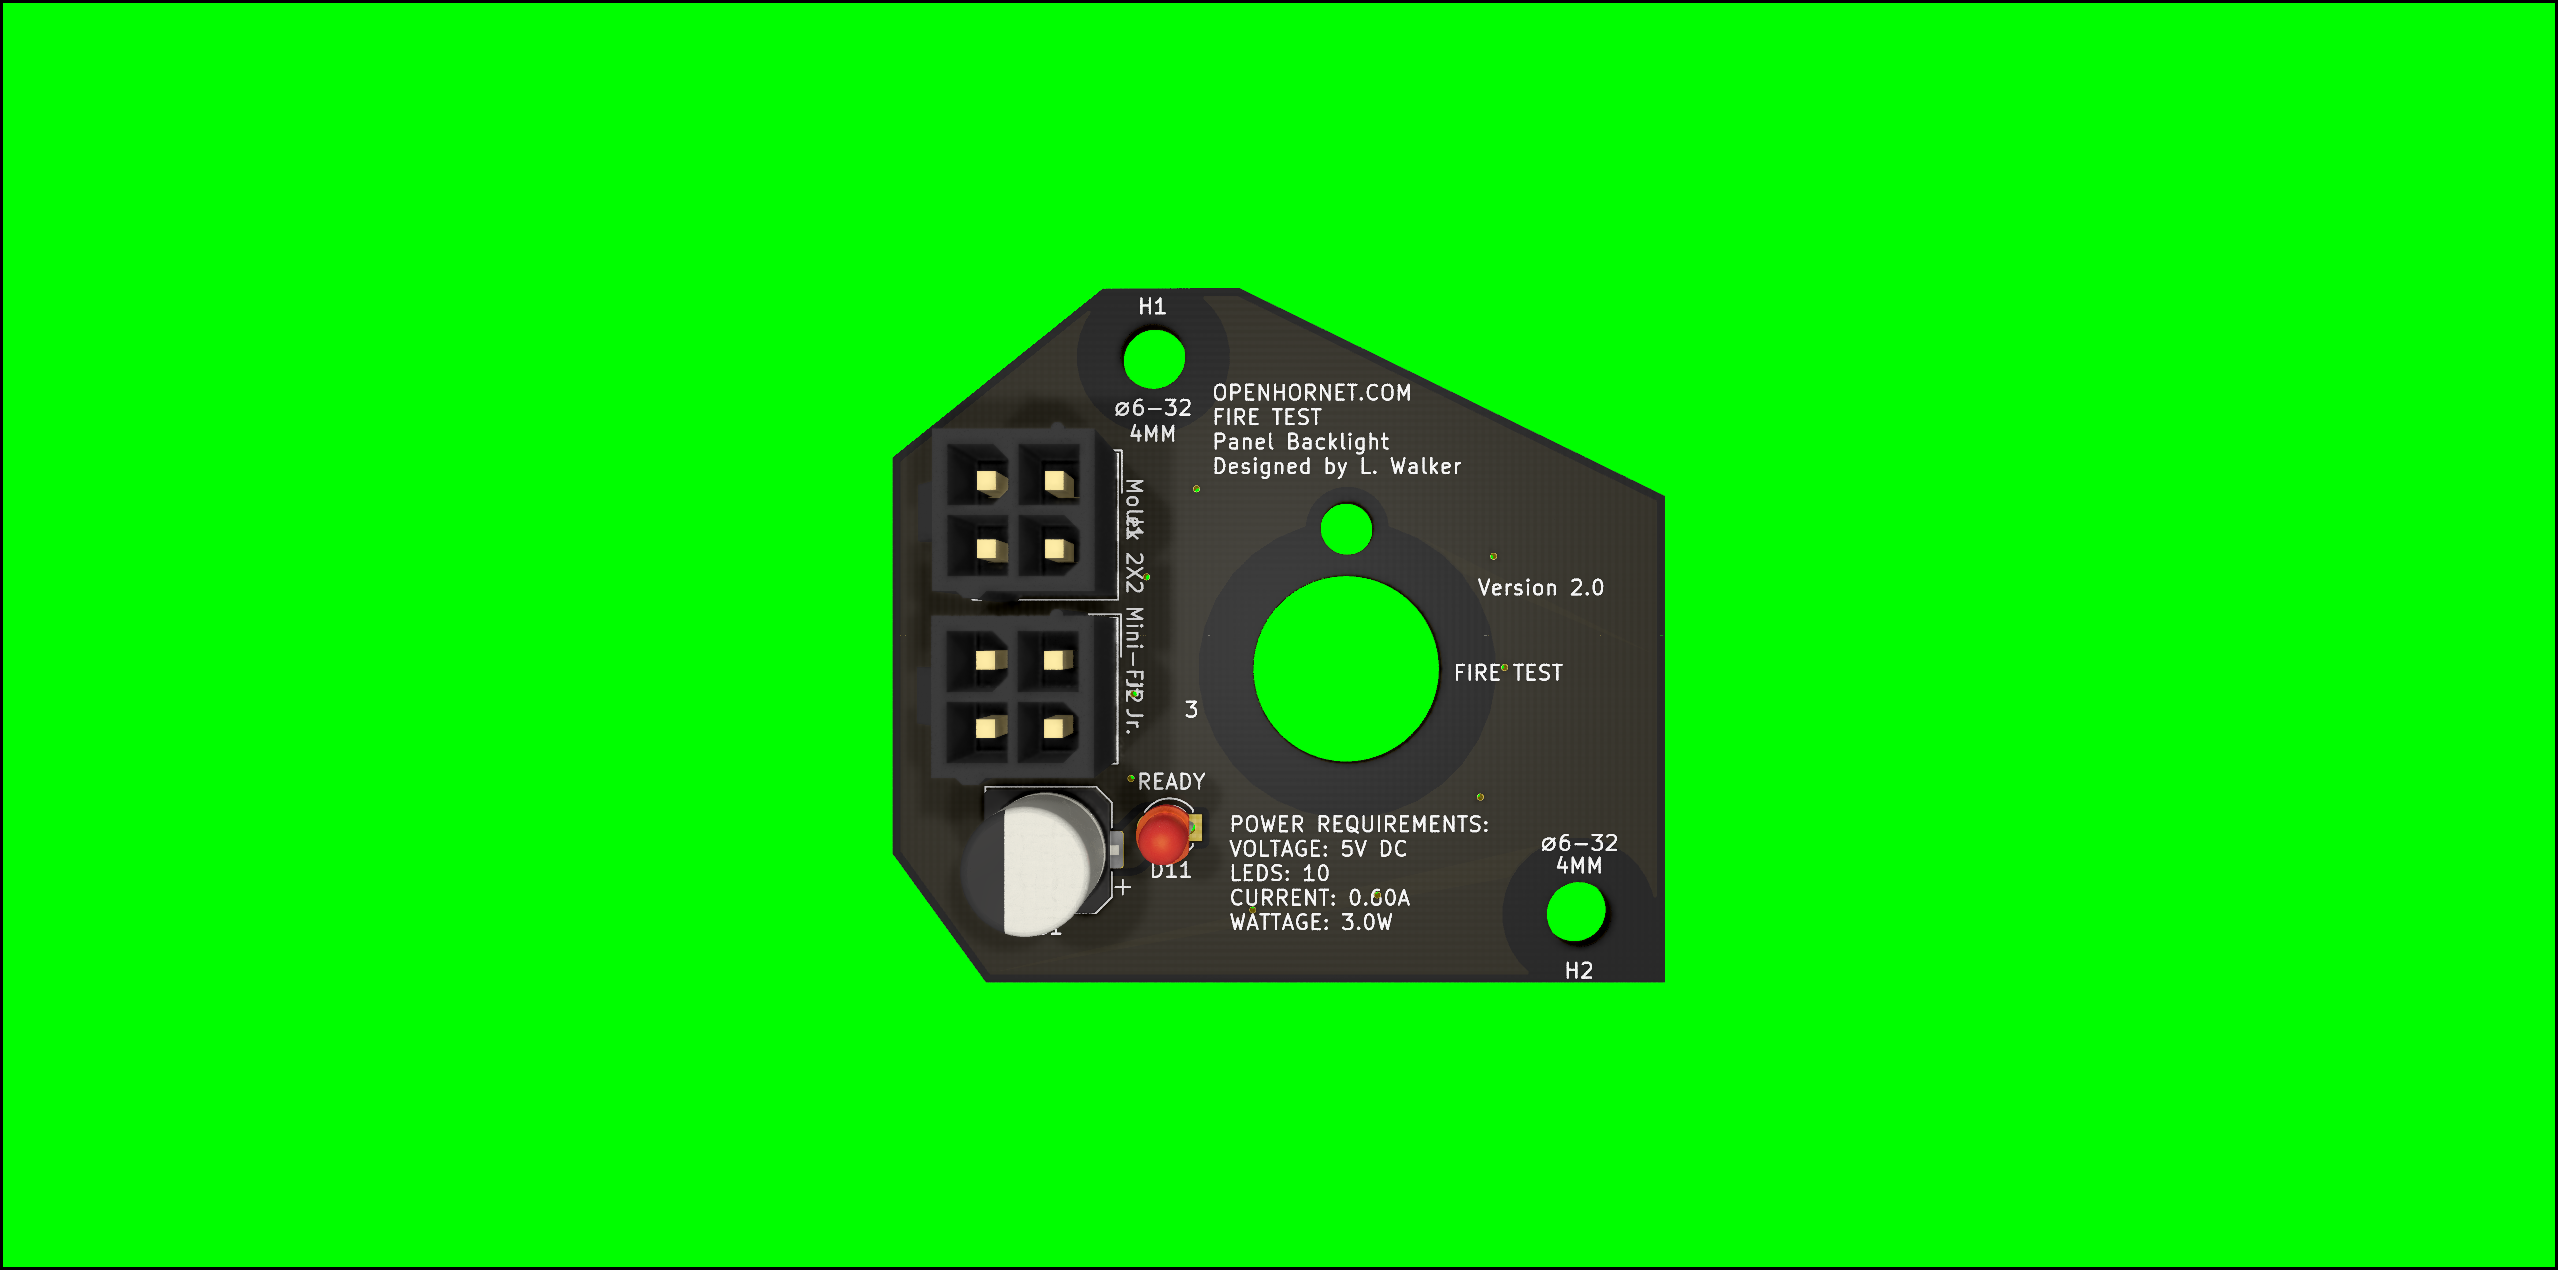 H1
⌀6-32
4MM
OPENHORNET.COM
FIRE TEST
Panel Backlight
Designed by L. Walker
Molex 2X2 Mini-Fit Jr.
Version 2.0
FIRE TEST
3
READY
D11
+
POWER REQUIREMENTS:
VOLTAGE: 5V DC
LEDS: 10
CURRENT: 0.60A
WATTAGE: 3.0W
⌀6-32
4MM
H2